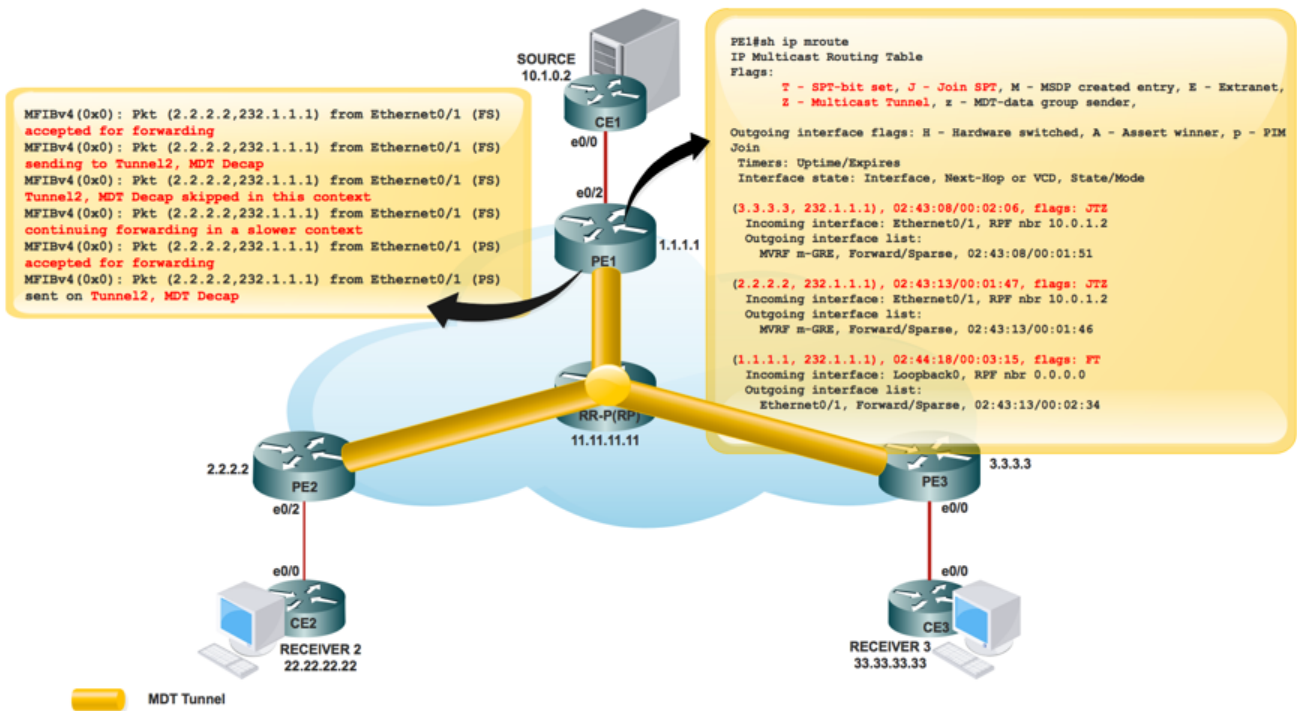 SOURCE
10.1.0.2
CE1
e0/0
e0/2
1.1.1.1
PE1
MFIBv4(0x0): Pkt (2.2.2.2,232.1.1.1) from Ethernet0/1 (FS)
accepted for forwarding
MFIBv4(0x0): Pkt (2.2.2.2,232.1.1.1) from Ethernet0/1 (FS)
sending to Tunnel2, MDT Decap
MFIBv4(0x0): Pkt (2.2.2.2,232.1.1.1) from Ethernet0/1 (FS)
Tunnel2, MDT Decap skipped in this context
MFIBv4(0x0): Pkt (2.2.2.2,232.1.1.1) from Ethernet0/1 (FS)
continuing forwarding in a slower context
MFIBv4(0x0): Pkt (2.2.2.2,232.1.1.1) from Ethernet0/1 (PS)
accepted for forwarding
MFIBv4(0x0): Pkt (2.2.2.2,232.1.1.1) from Ethernet0/1 (PS)
sent on Tunnel2, MDT Decap
PE1#sh ip mroute
IP Multicast Routing Table
Flags:
T - SPT-bit set, J - Join SPT, M - MSDP created entry, E - Extranet,
Z - Multicast Tunnel, z - MDT-data group sender,
Outgoing interface flags: H - Hardware switched, A - Assert winner, p - PIM
Join
Timers: Uptime/Expires
Interface state: Interface, Next-Hop or VCD, State/Mode
(3.3.3.3, 232.1.1.1), 02:43:08/00:02:06, flags: JTZ
Incoming interface: Ethernet0/1, RPF nbr 10.0.1.2
Outgoing interface list:
MVRF m-GRE, Forward/Sparse, 02:43:08/00:01:51
(2.2.2.2, 232.1.1.1), 02:43:13/00:01:47, flags: JTZ
Incoming interface: Ethernet0/1, RPF nbr 10.0.1.2
Outgoing interface list:
MVRF m-GRE, Forward/Sparse, 02:43:13/00:01:46
(1.1.1.1, 232.1.1.1), 02:44:18/00:03:15, flags: FT
Incoming interface: Loopback0, RPF nbr 0.0.0.0
Outgoing interface list:
Ethernet0/1, Forward/Sparse, 02:43:13/00:02:34
RR-P(RP)
11.11.11.11
2.2.2.2
PE2
e0/2
e0/0
CE2
RECEIVER 2
22.22.22.22
3.3.3.3
PE3
e0/0
e0/0
CE3
RECEIVER 3
33.33.33.33
MDT Tunnel